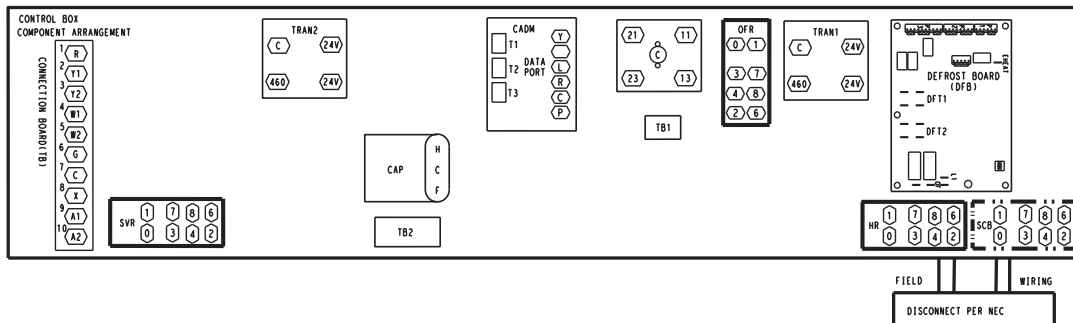 CONTROL BOX
COMPONENT ARRANGEMENT
CONNECTION BOARD(TB)
1 R
2 Y1
3 Y2
4 W1
5 W2
6 G
7 C
8 X
9 A1
10 A2
SVR
1 7 8 6
0 3 4 2
TRAN2
C 24V
460 24V
CAP
H
C
F
TB2
CADM
T1
T2
T3
DATA
PORT
Y
L
R
C
P
21 11
C
23 13
TB1
OFR
0 1
3 7
4 8
2 6
TRAN1
C 24V
460 24V
EHEAT
DEFROST BOARD
(DFB)
DFT1
DFT2
HR
1 7 8 6
0 3 4 2
SCB
1 7 8 6
0 3 4 2
FIELD WIRING
DISCONNECT PER NEC